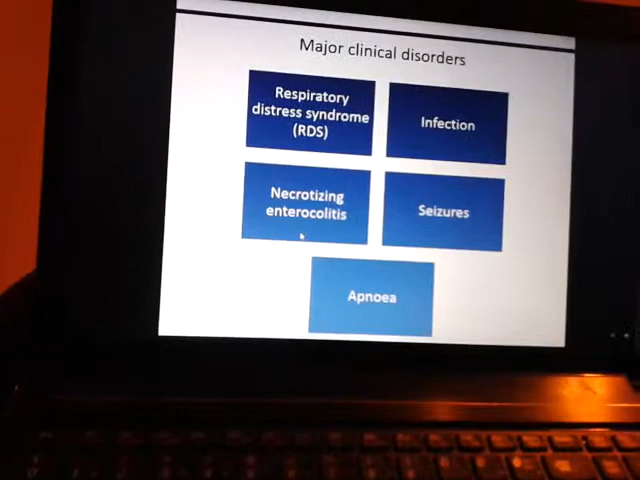 Major clinical disorders
Respiratory
distress syndrome
(RDS)
Infection
Necrotizing
enterocolitis
Seizures
Apnoea